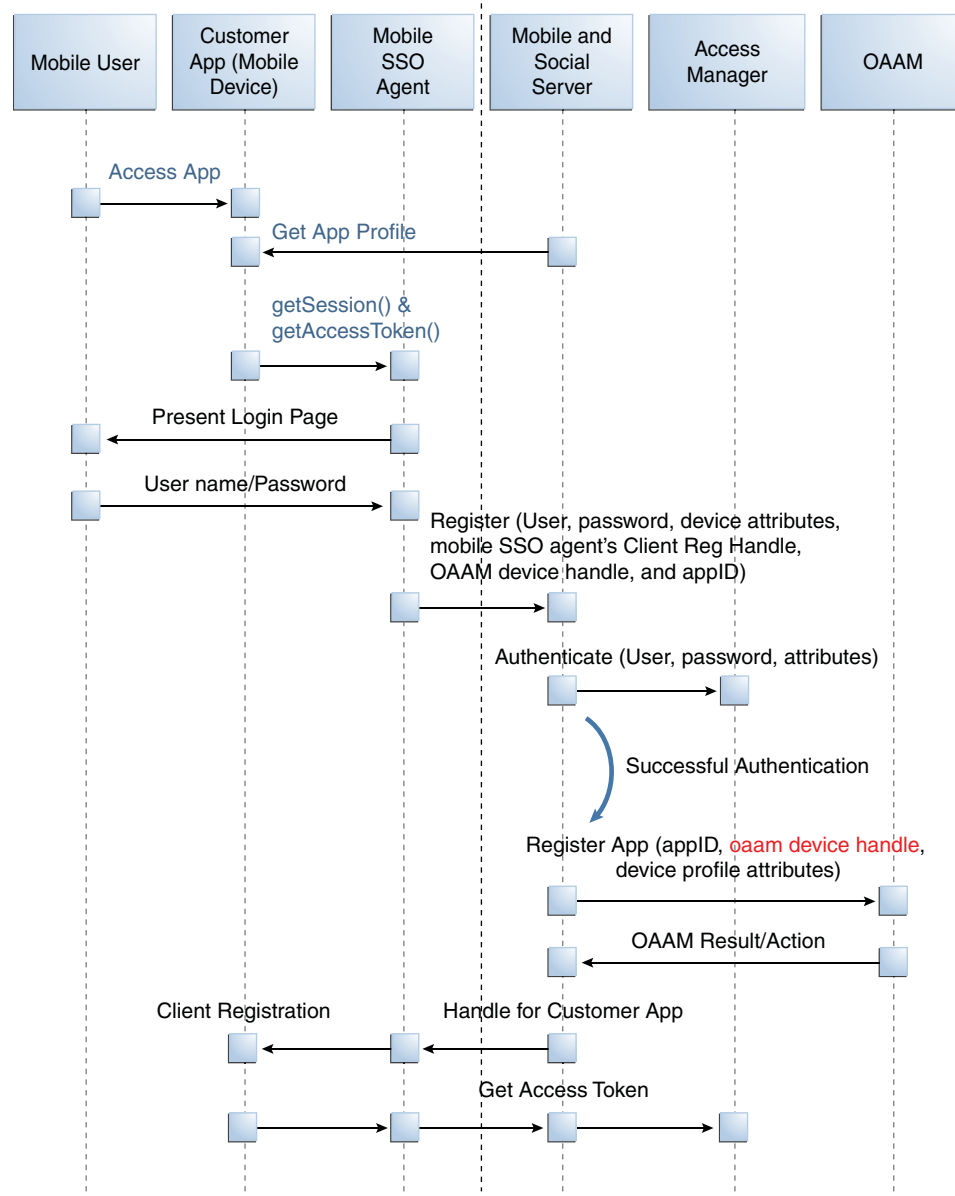 Mobile User
Customer
App (Mobile
Device)
Mobile
SSO
Agent
Mobile and
Social
Server
Access
Manager
OAAM
Access App
Get App Profile
getSession() &
getAccessToken()
Present Login Page
User name/Password
Register (User, password, device attributes,
mobile SSO agent’s Client Reg Handle,
OAAM device handle, and appID)
Authenticate (User, password, attributes)
Successful Authentication
Register App (appID, oaam device handle,
device profile attributes)
OAAM Result/Action
Client Registration
Handle for Customer App
Get Access Token